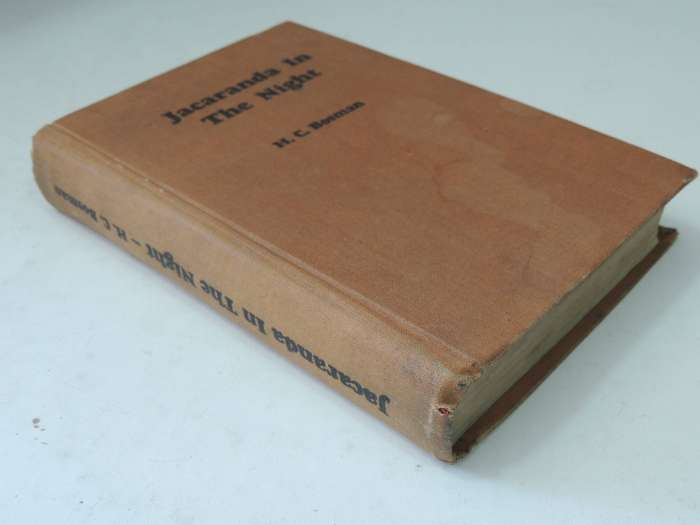 Jacaranda In
The Night
H. C. Bosman
Jacaranda In The Night – H. C. Bosman